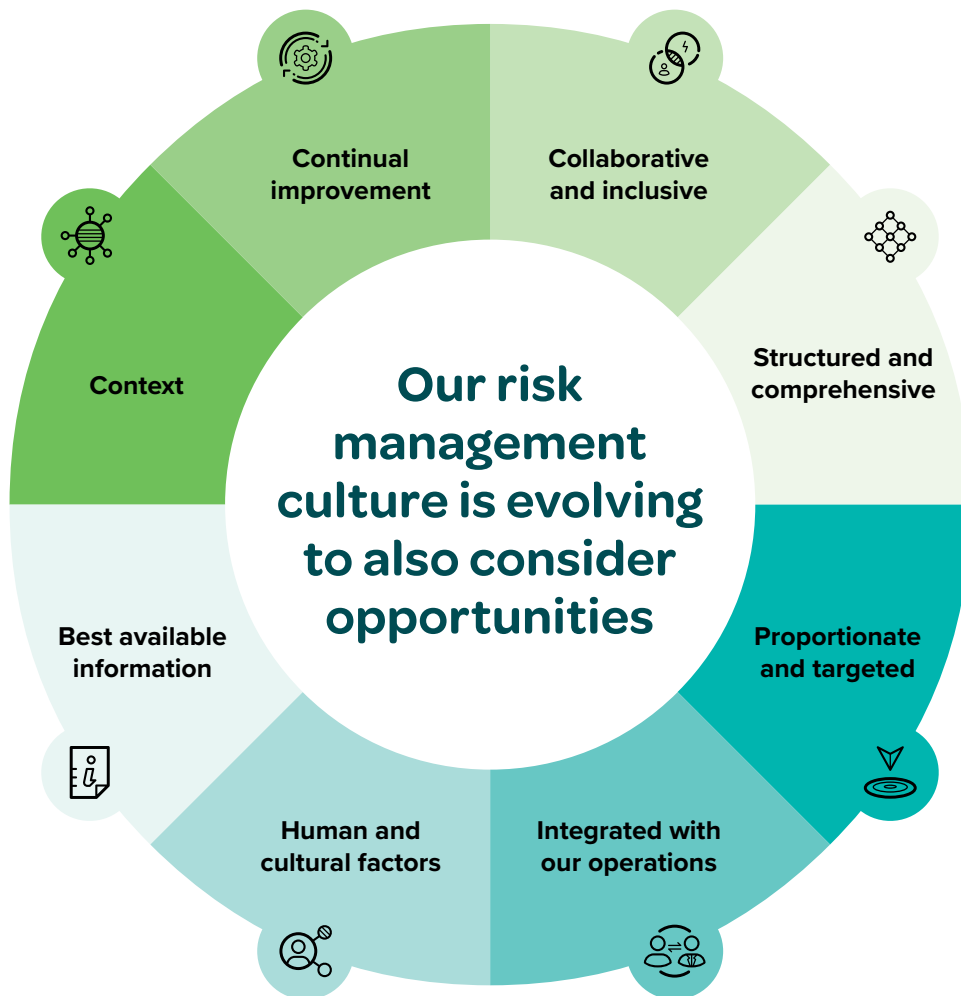 Continual
improvement
Collaborative
and inclusive
Context
Structured and
comprehensive
Our risk
management
culture is evolving
to also consider
opportunities
Best available
information
Proportionate
and targeted
Human and
cultural factors
Integrated with
our operations